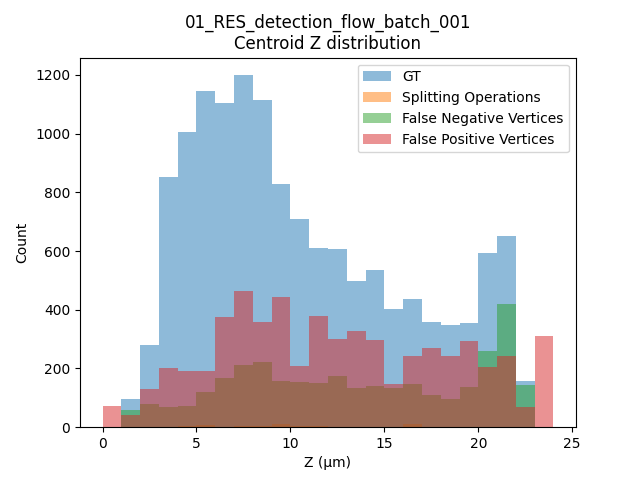 01_RES_detection_flow_batch_001
Centroid Z distribution
GT
Splitting Operations
False Negative Vertices
False Positive Vertices
1200
1000
800
600
400
200
0
Count
0 5 10 15 20 25
Z (μm)